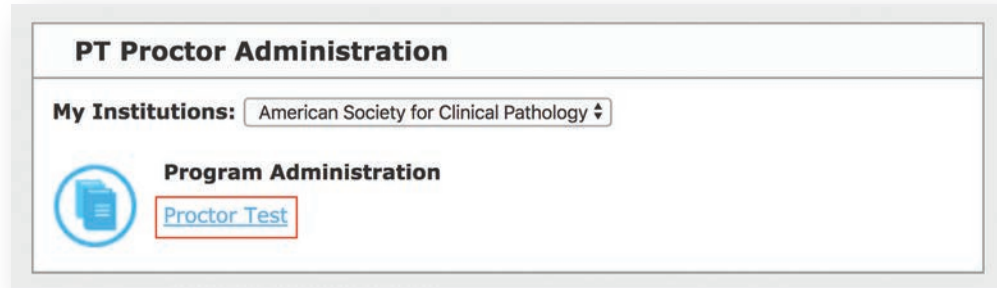 PT Proctor Administration
My Institutions: American Society for Clinical Pathology
Program Administration
Proctor Test